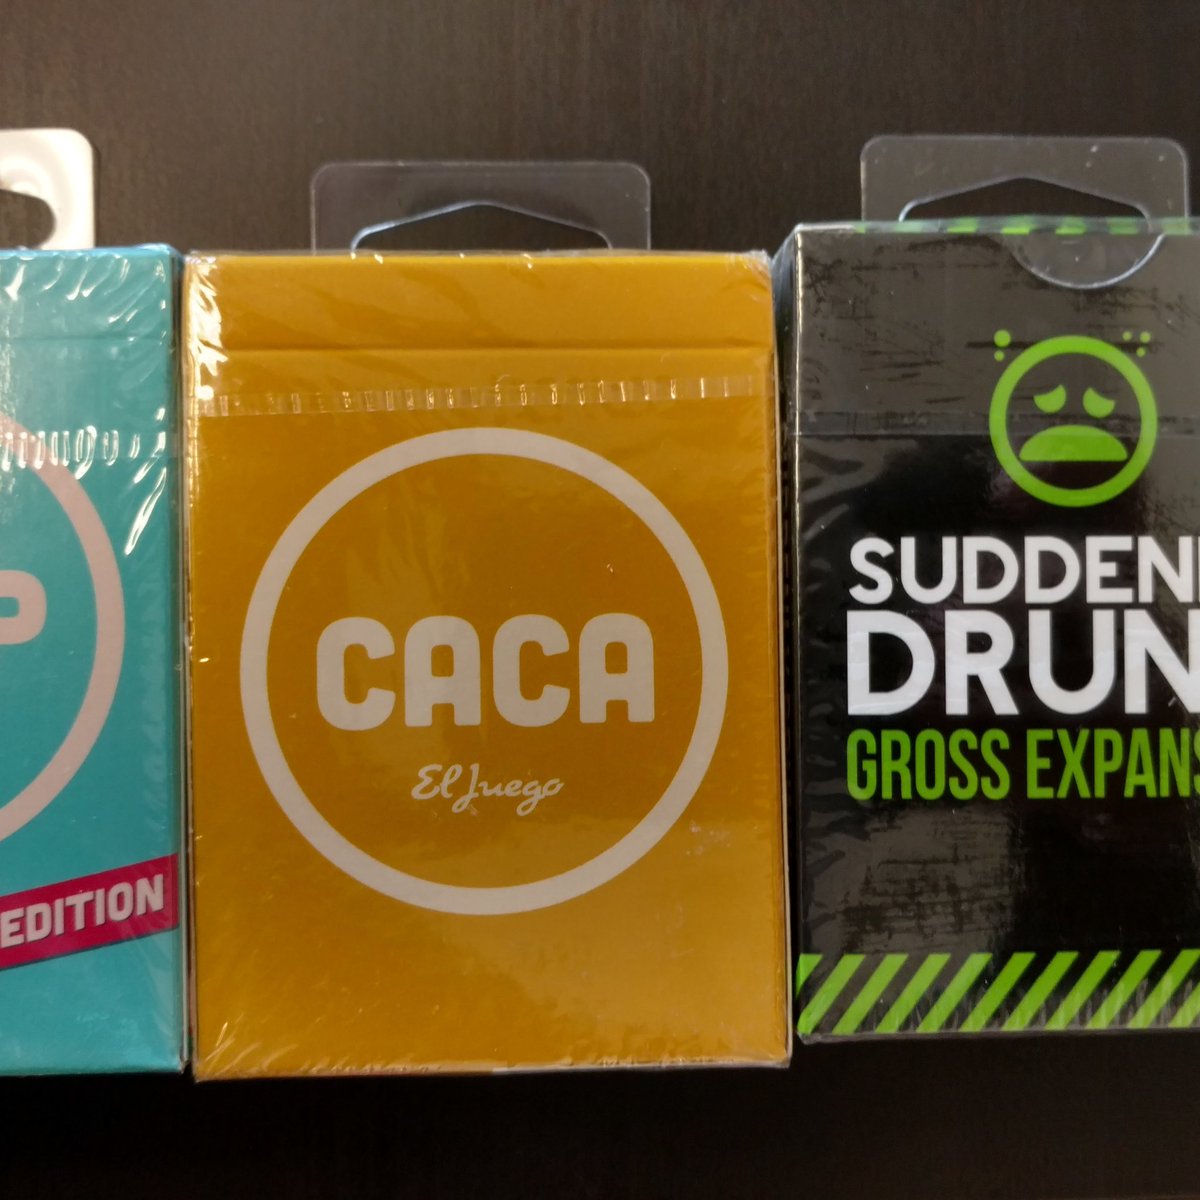 EDITION
CACA
El Juego
SUDDEN
DRUN
GROSS EXPANS